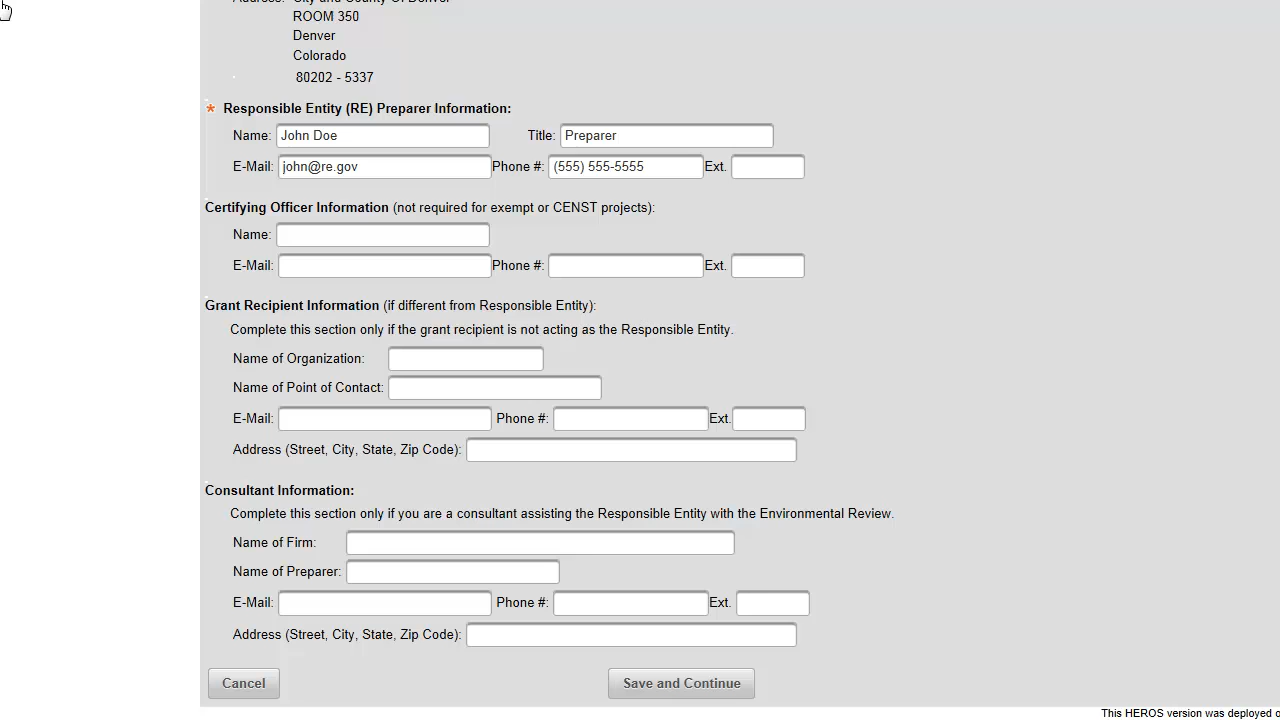 Address: City and County Of Denver
ROOM 350
Denver
Colorado
80202 - 5337
* Responsible Entity (RE) Preparer Information:
Name: John Doe Title: Preparer
E-Mail: john@re.gov Phone #: (555) 555-5555 Ext.
Certifying Officer Information (not required for exempt or CENST projects):
Name:
E-Mail: Phone #: Ext.
Grant Recipient Information (if different from Responsible Entity):
Complete this section only if the grant recipient is not acting as the Responsible Entity.
Name of Organization:
Name of Point of Contact:
E-Mail: Phone #: Ext.
Address (Street, City, State, Zip Code):
Consultant Information:
Complete this section only if you are a consultant assisting the Responsible Entity with the Environmental Review.
Name of Firm:
Name of Preparer:
E-Mail: Phone #: Ext.
Address (Street, City, State, Zip Code):
Cancel Save and Continue
This HEROS version was deployed o